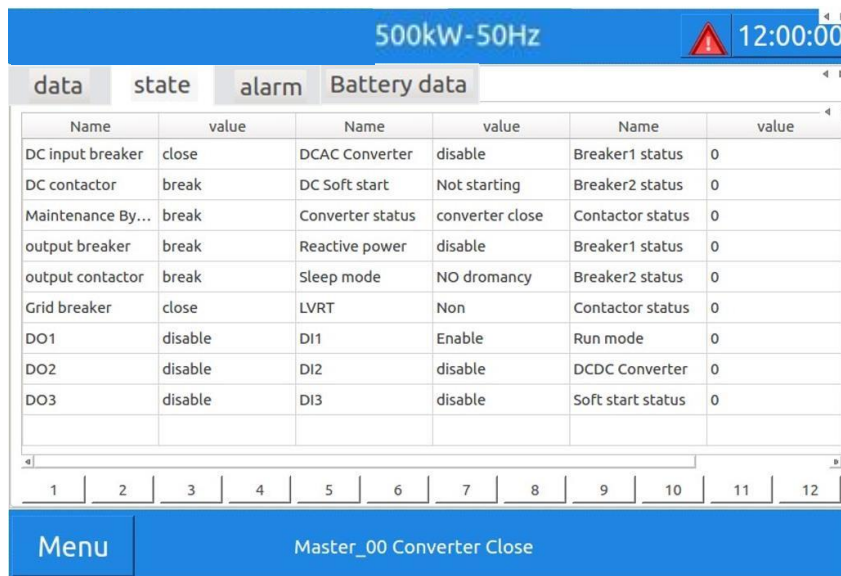 500kW-50Hz
12:00:00
data state alarm Battery data
Name value Name value Name value
DC input breaker close DCAC Converter disable Breaker1 status 0
DC contactor break DC Soft start Not starting Breaker2 status 0
Maintenance By... break Converter status converter close Contactor status 0
output breaker break Reactive power disable Breaker1 status 0
output contactor break Sleep mode NO dromancy Breaker2 status 0
Grid breaker close LVRT Non Contactor status 0
DO1 disable DI1 Enable Run mode 0
DO2 disable DI2 disable DCDC Converter 0
DO3 disable DI3 disable Soft start status 0
1 2 3 4 5 6 7 8 9 10 11 12
Menu Master_00 Converter Close